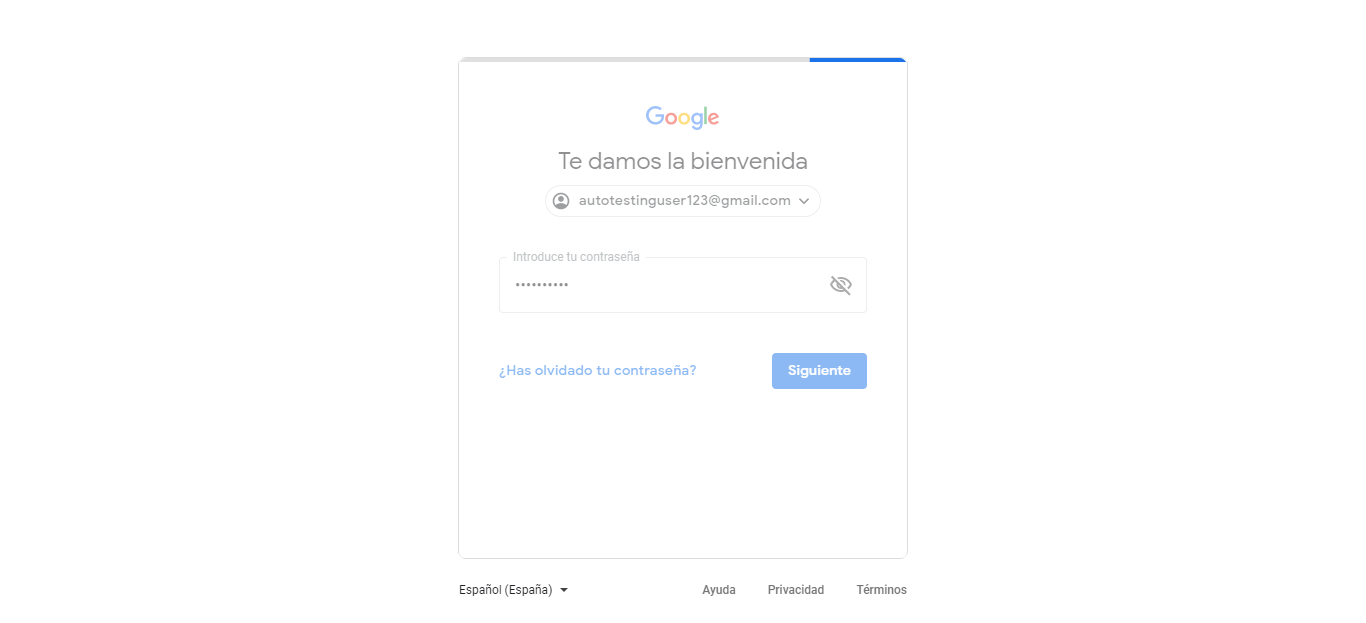 Google
Te damos la bienvenida
autotestinguser123@gmail.com
Introduce tu contraseña
••••••••••
¿Has olvidado tu contraseña? Siguiente
Español (España) Ayuda Privacidad Términos